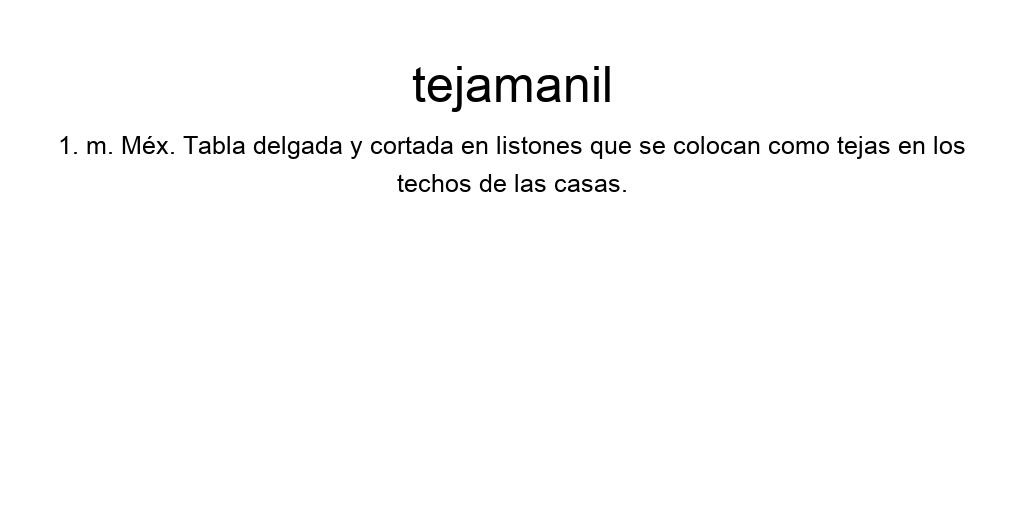 tejamanil
1. m. Méx. Tabla delgada y cortada en listones que se colocan como tejas en los
techos de las casas.